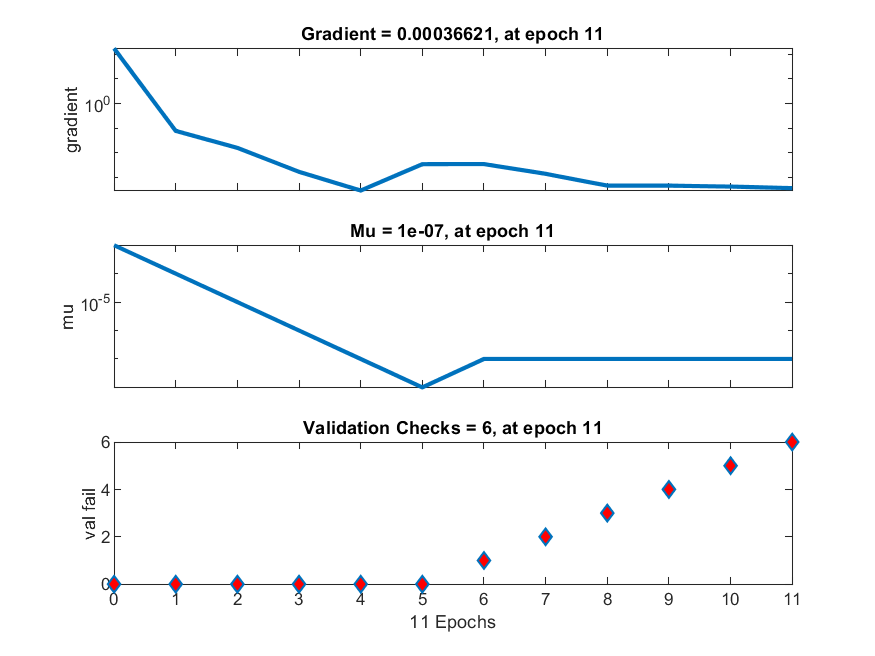 Gradient = 0.00036621, at epoch 11
gradient
10^0
Mu = 1e-07, at epoch 11
mu
10^-5
Validation Checks = 6, at epoch 11
val fail
6
4
2
0
0 1 2 3 4 5 6 7 8 9 10 11
11 Epochs